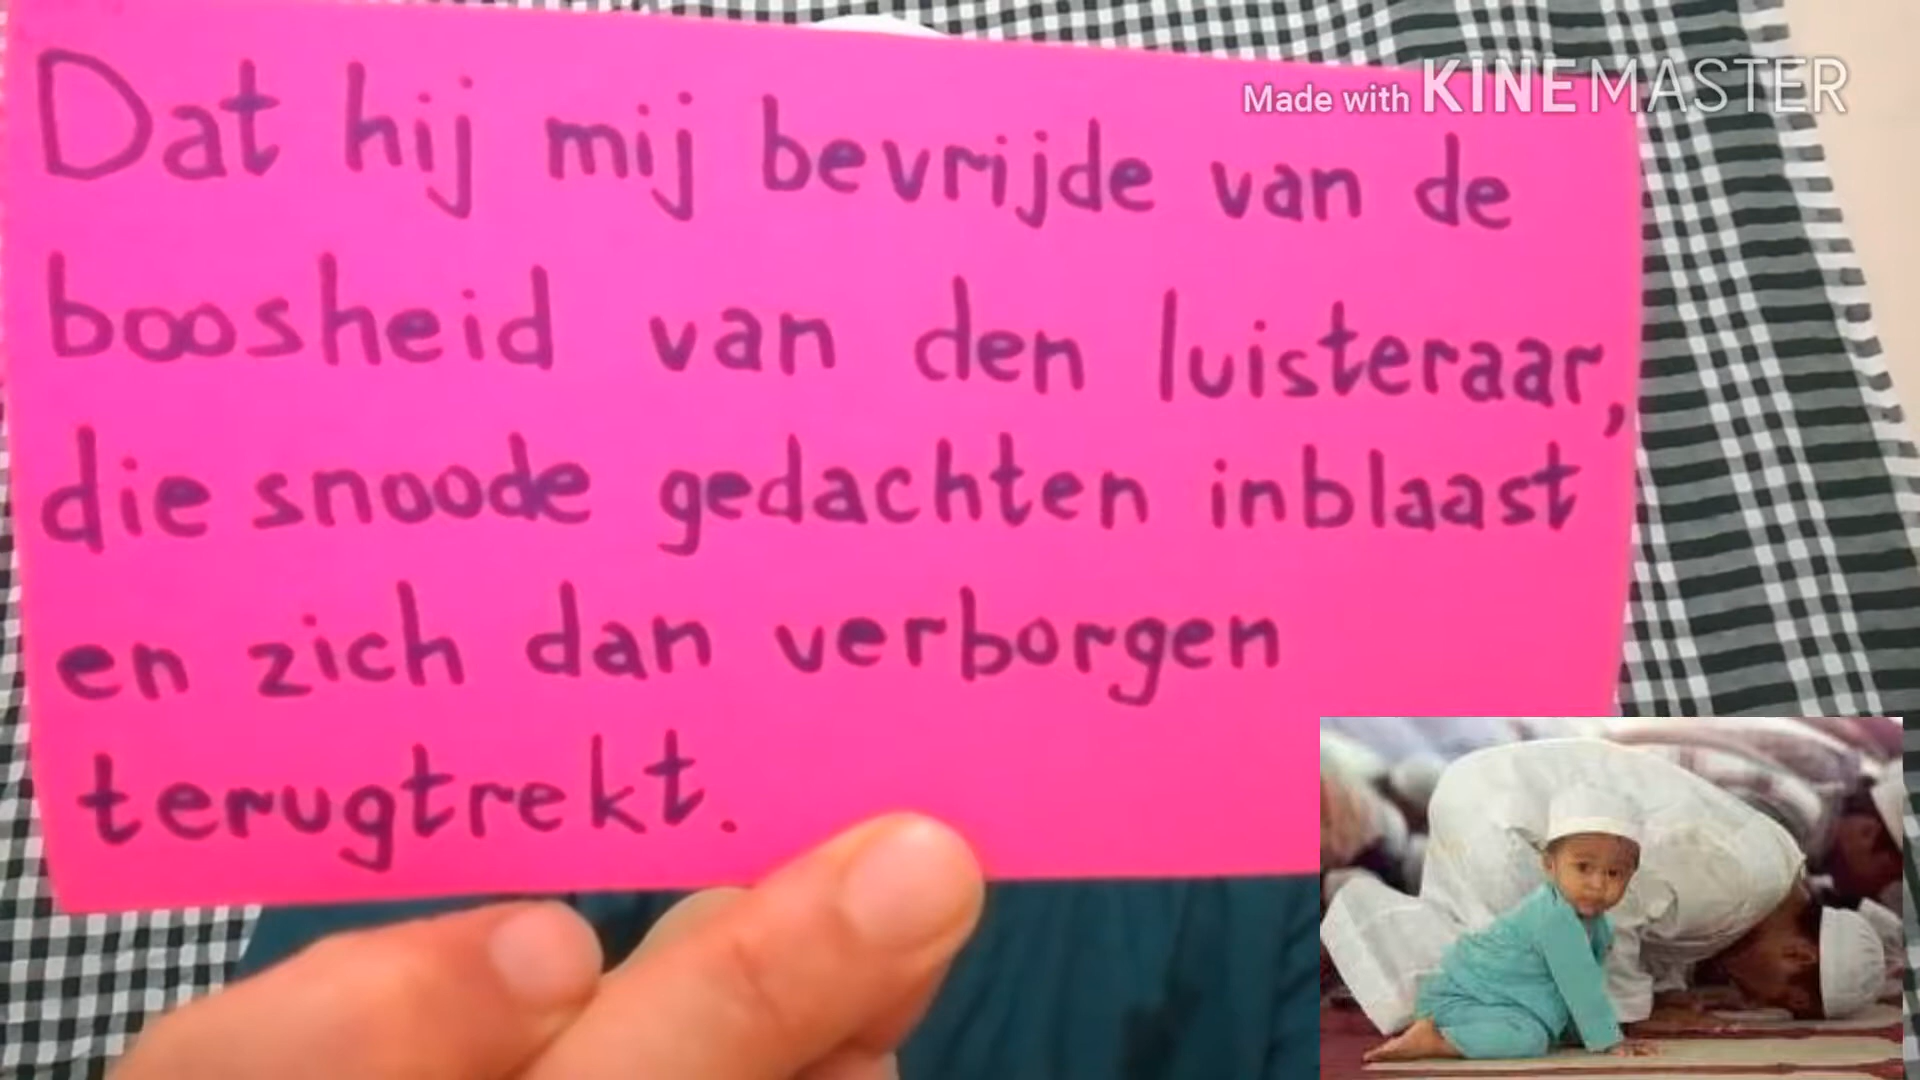 Made with KINEMASTER
Dat hij mij bevrijde van de
boosheid van den luisteraar,
die snoode gedachten inblaast
en zich dan verborgen
terugtrekt.